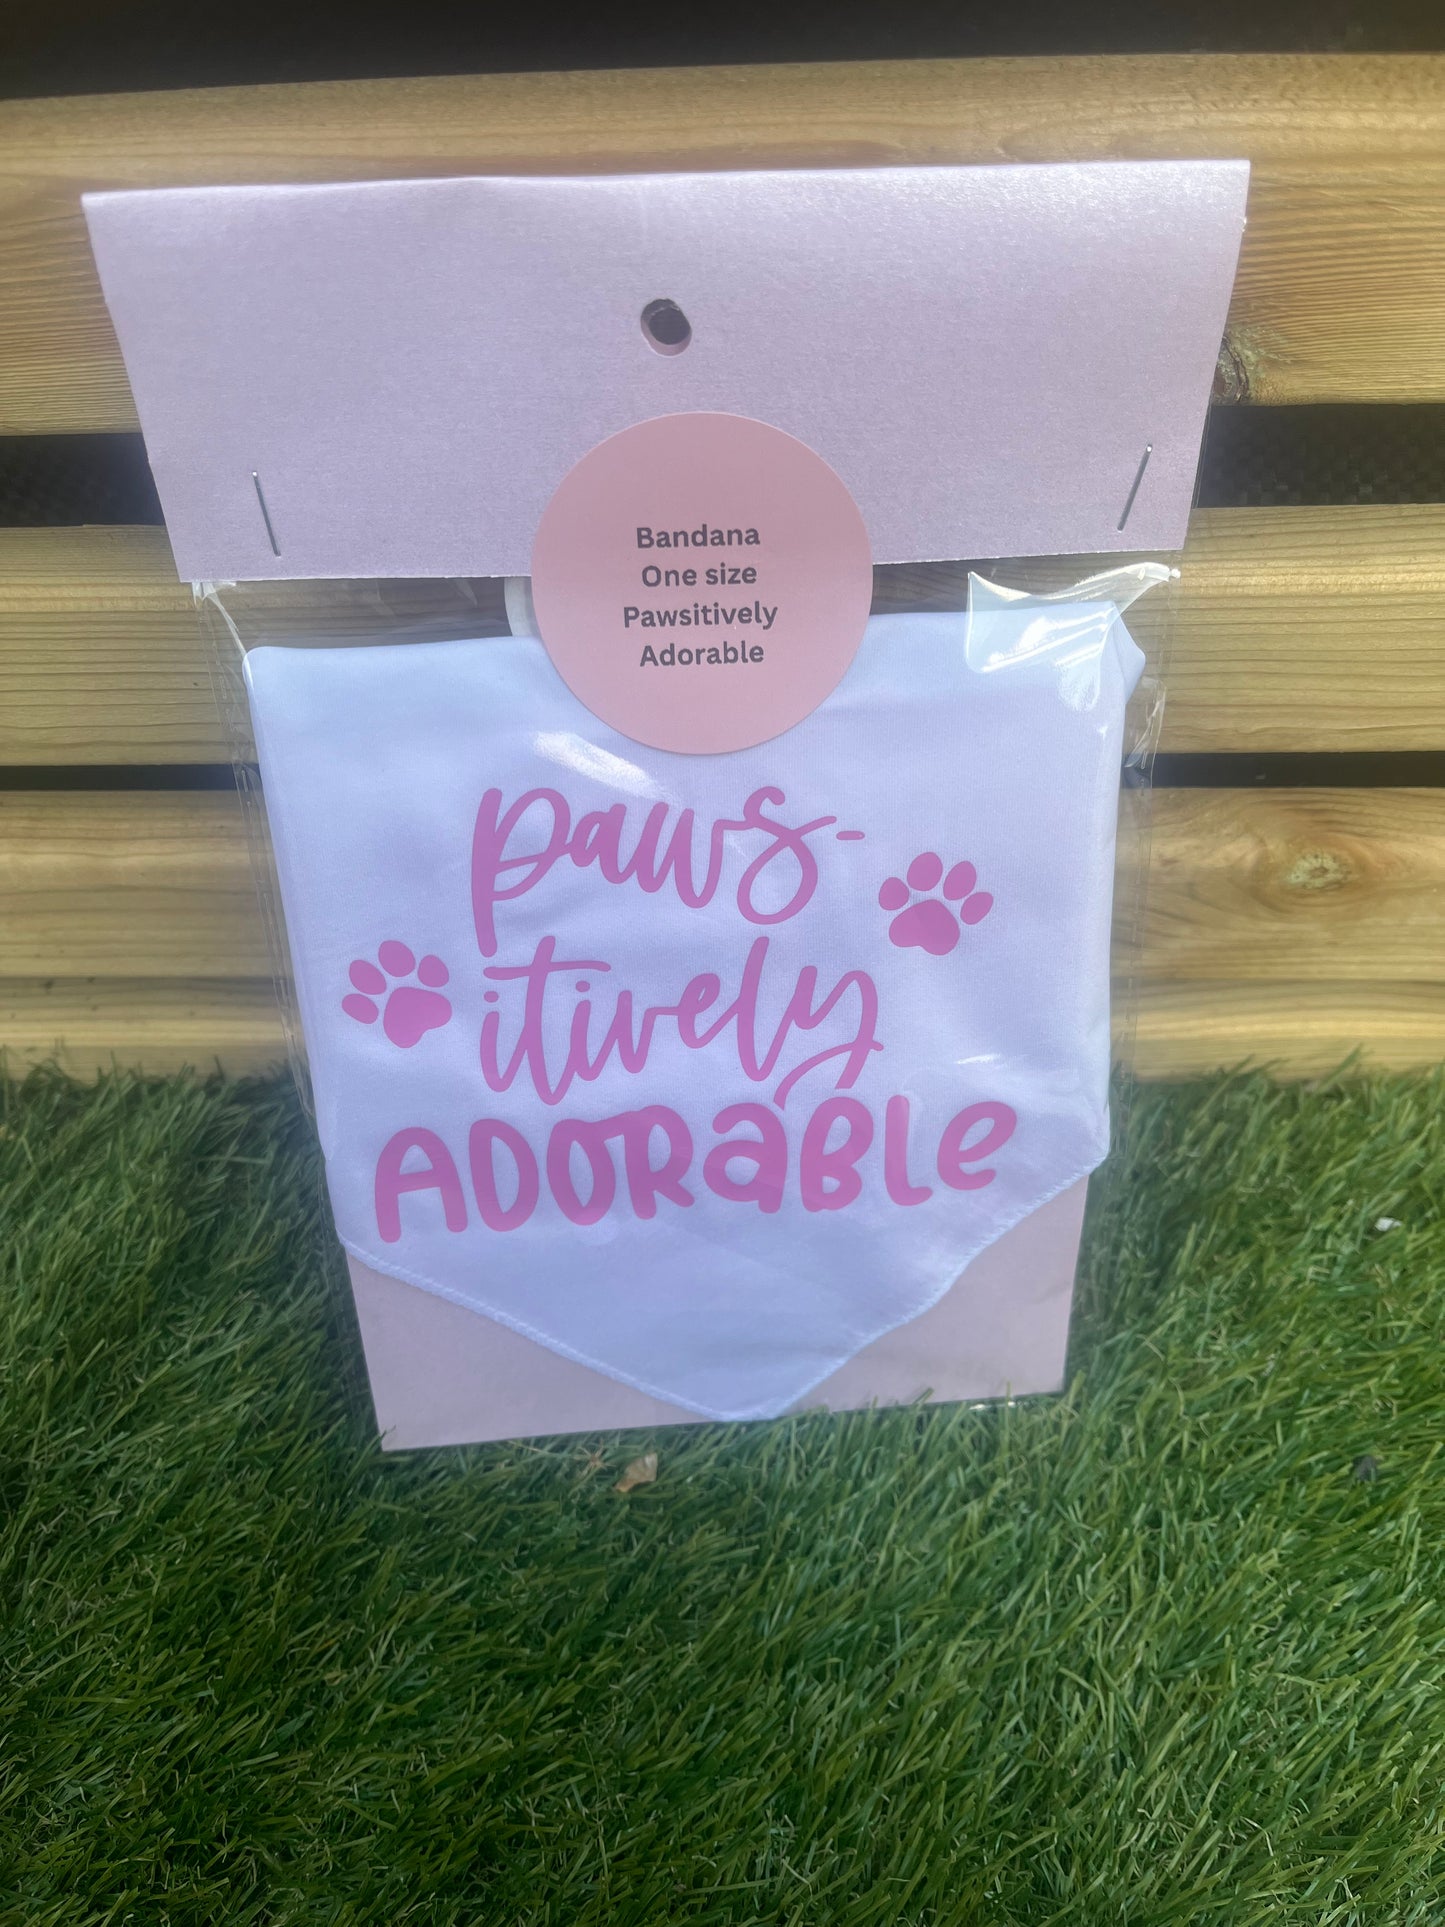 Bandana
One size
Pawsitively
Adorable
paws-
itively
ADORaBLe